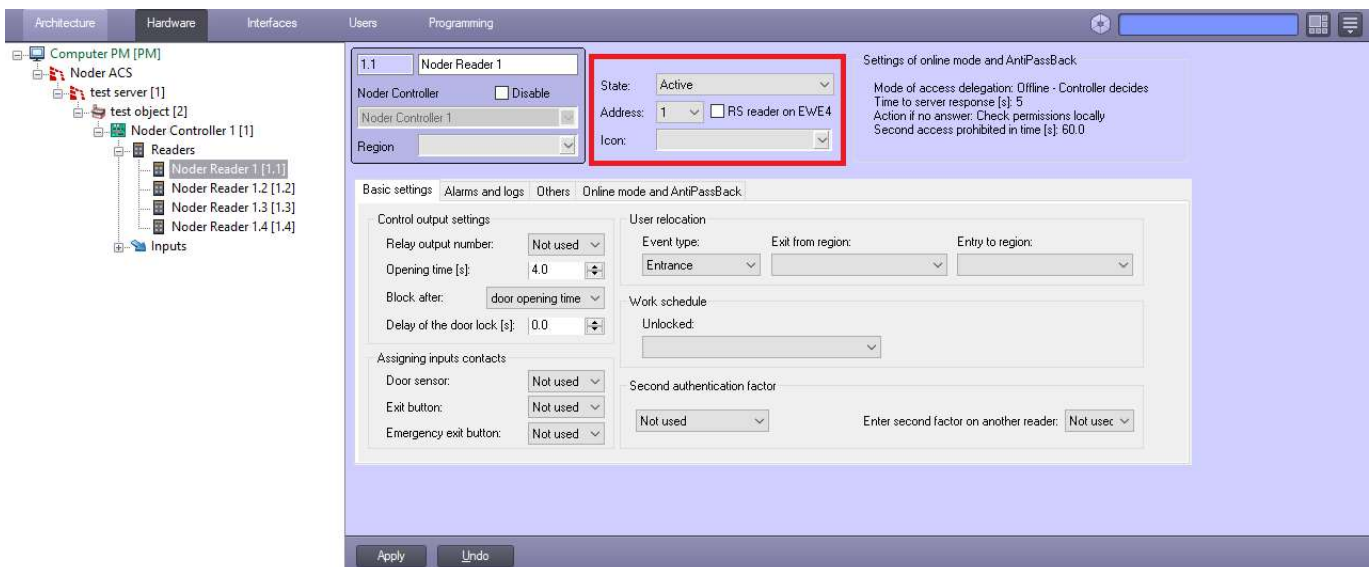 Architecture Hardware Interfaces Users Programming
Computer PM [PM]
Noder ACS
test server [1]
test object [2]
Noder Controller 1 [1]
Readers
Noder Reader 1 [1.1]
Noder Reader 1.2 [1.2]
Noder Reader 1.3 [1.3]
Noder Reader 1.4 [1.4]
Inputs
1.1 Noder Reader 1
Noder Controller Disable
Noder Controller 1
Region
State: Active
Address: 1 RS reader on EWE4
Icon:
Settings of online mode and AntiPassBack
Mode of access delegation: Offline - Controller decides
Time to server response [s]: 5
Action if no answer: Check permissions locally
Second access prohibited in time [s]: 60.0
Basic settings Alarms and logs Others Online mode and AntiPassBack
Control output settings
Relay output number: Not used
Opening time [s]: 4.0
Block after: door opening time
Delay of the door lock [s]: 0.0
Assigning inputs contacts
Door sensor: Not used
Exit button: Not used
Emergency exit button: Not used
User relocation
Event type: Exit from region: Entry to region:
Entrance
Work schedule
Unlocked:
Second authentication factor
Not used Enter second factor on another reader: Not usec
Apply Undo